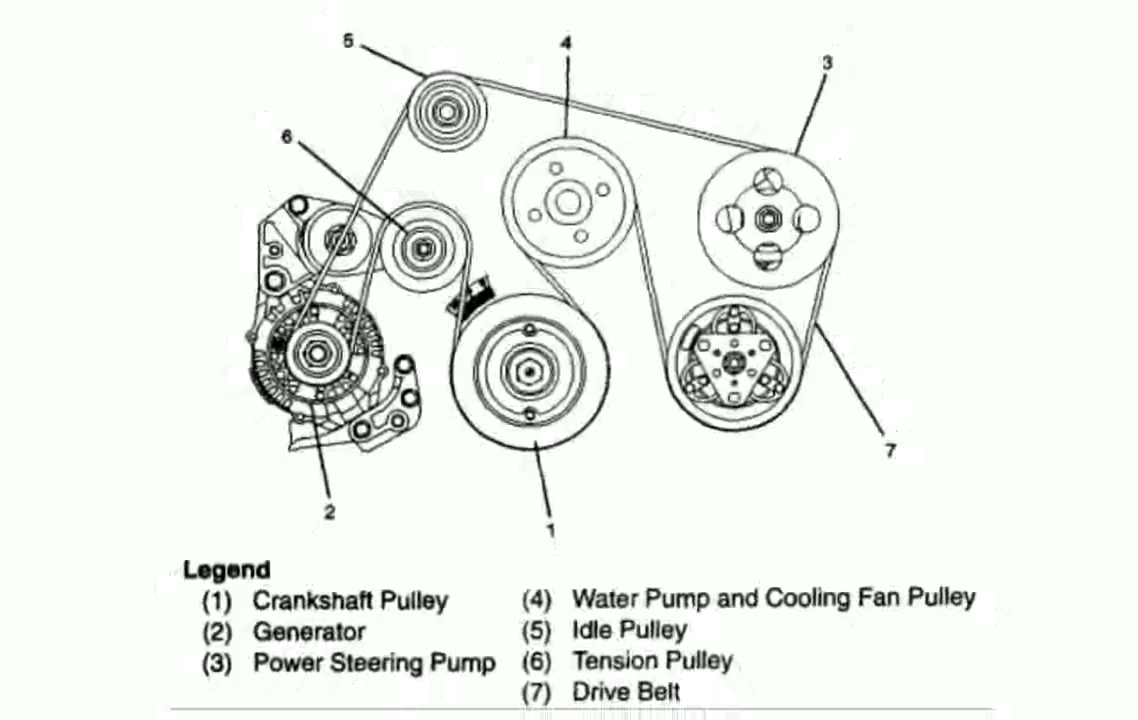 5
4
3
6
7
2
1
Legend
(1) Crankshaft Pulley
(2) Generator
(3) Power Steering Pump
(4) Water Pump and Cooling Fan Pulley
(5) Idle Pulley
(6) Tension Pulley
(7) Drive Belt